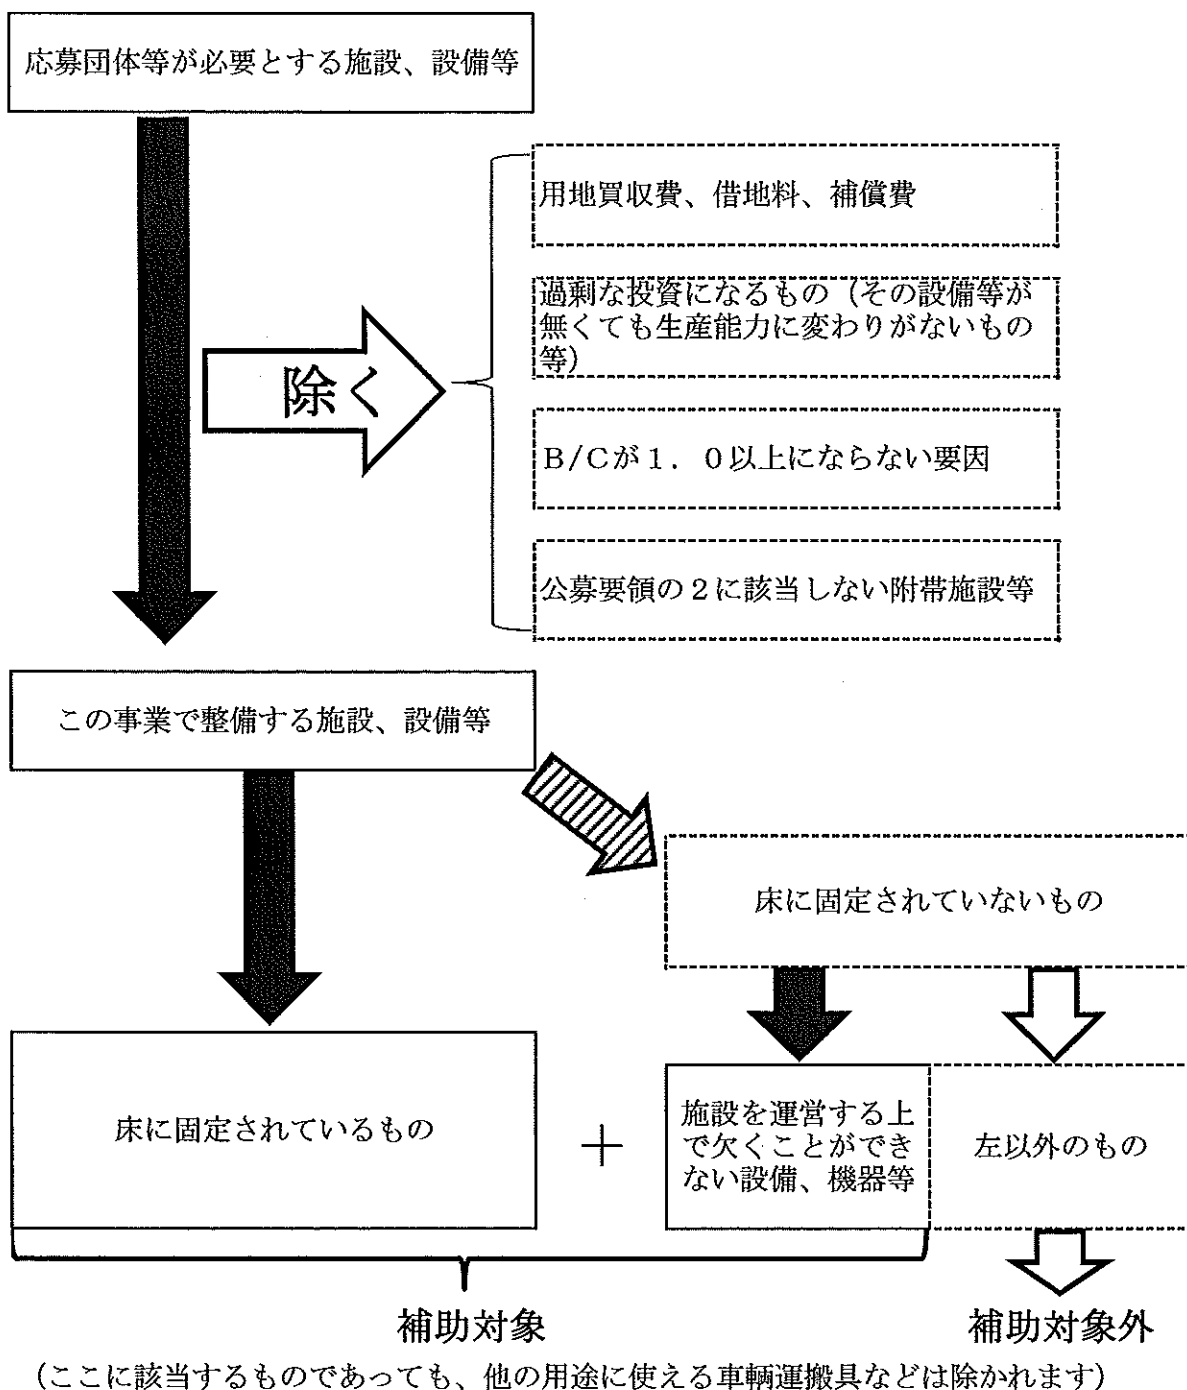 応募団体等が必要とする施設、設備等
用地買収費、借地料、補償費
過剰な投資になるもの（その設備等が
無くても生産能力に変わりがないもの
等）
除く
B/Cが１．０以上にならない要因
公募要領の２に該当しない附帯施設等
この事業で整備する施設、設備等
床に固定されていないもの
床に固定されているもの
＋
施設を運営する上
で欠くことができ
ない設備、機器等
左以外のもの
補助対象
補助対象外
（ここに該当するものであっても、他の用途に使える車輌運搬具などは除かれます）